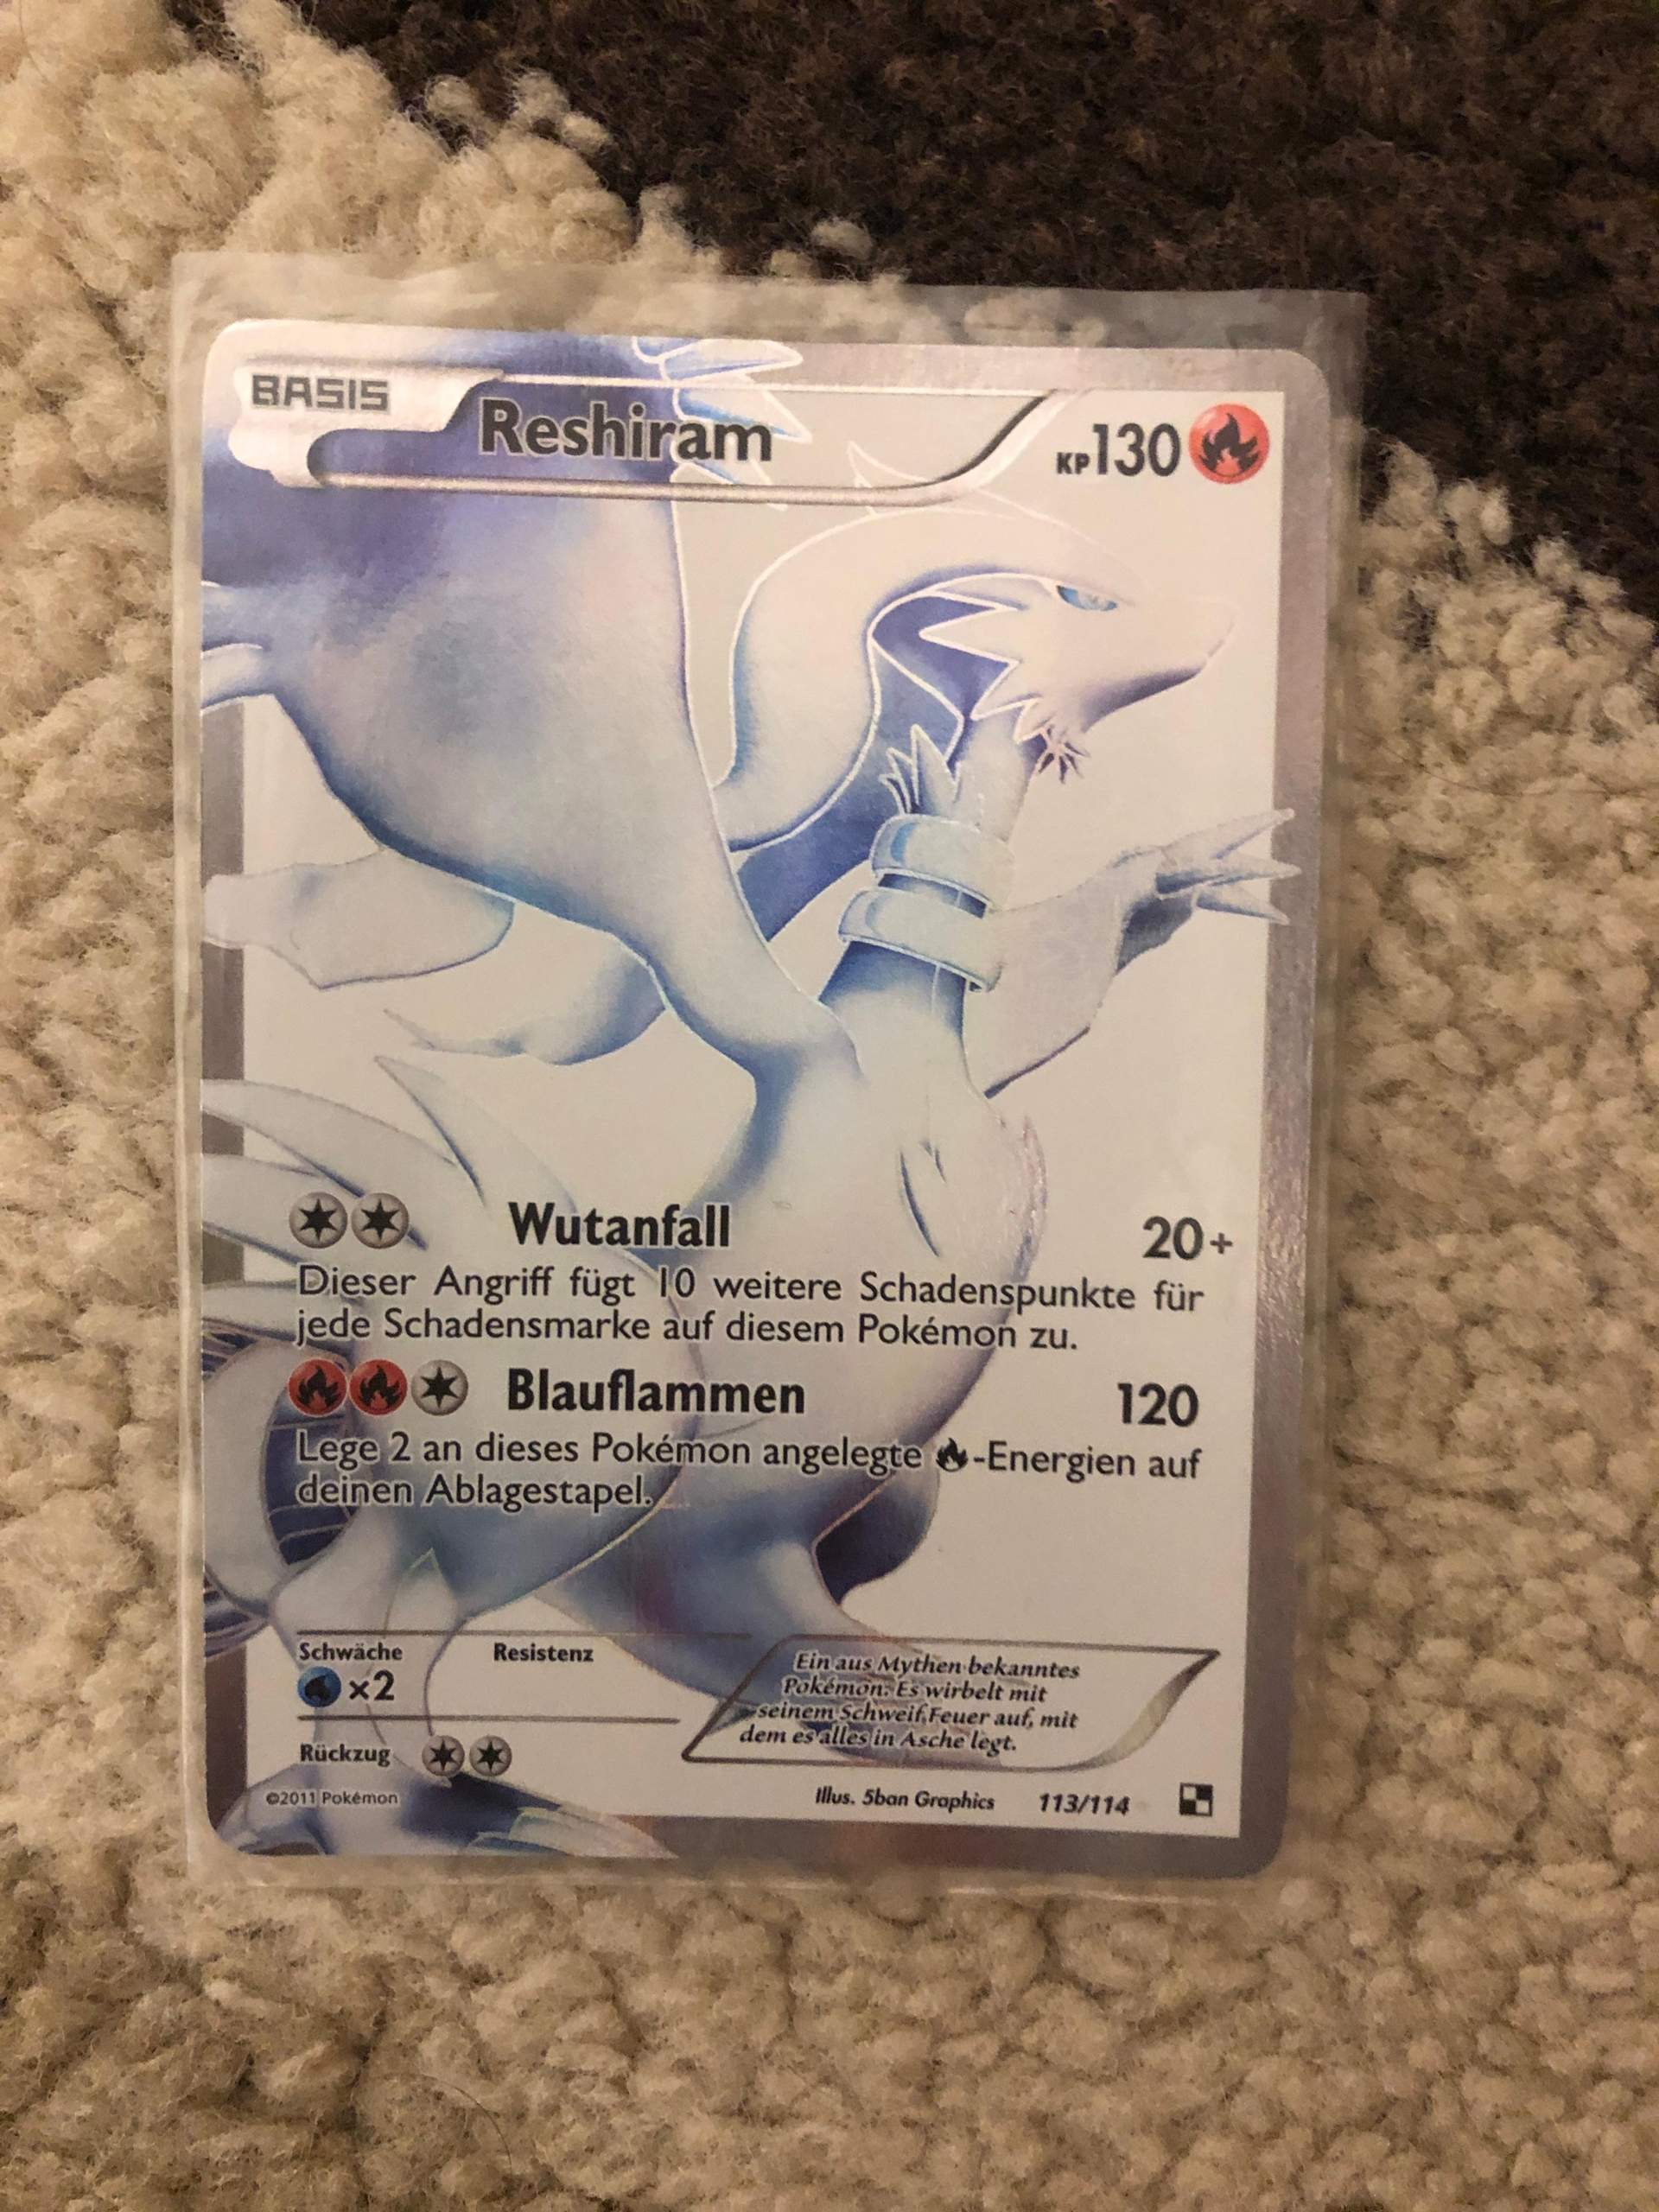 BASIS
Reshiram
KP130
Wutanfall 20+
Dieser Angriff fügt 10 weitere Schadenspunkte für
jede Schadensmarke auf diesem Pokémon zu.
Blauflammen 120
Lege 2 an dieses Pokémon angelegte -Energien auf
deinen Ablagestapel.
Schwäche Resistenz
×2
Ein aus Mythen bekanntes
Pokémon. Es wirbelt mit
seinem Schweif Feuer auf, mit
dem es alles in Asche legt.
Rückzug
©2011 Pokémon
Illus. 5ban Graphics 113/114